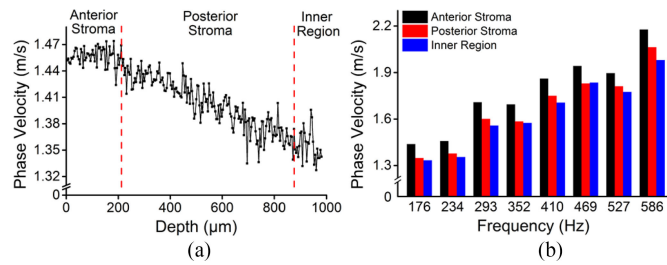 (a)
Anterior Stroma
Posterior Stroma
Inner Region
Phase Velocity (m/s)
1.47
1.44
1.41
1.38
1.35
1.32
0
0 200 400 600 800 1000
Depth (μm)
(a)
(b)
Anterior Stroma
Posterior Stroma
Inner Region
Phase Velocity (m/s)
2.2
1.9
1.6
1.3
0
176 234 293 352 410 469 527 586
Frequency (Hz)
(b)